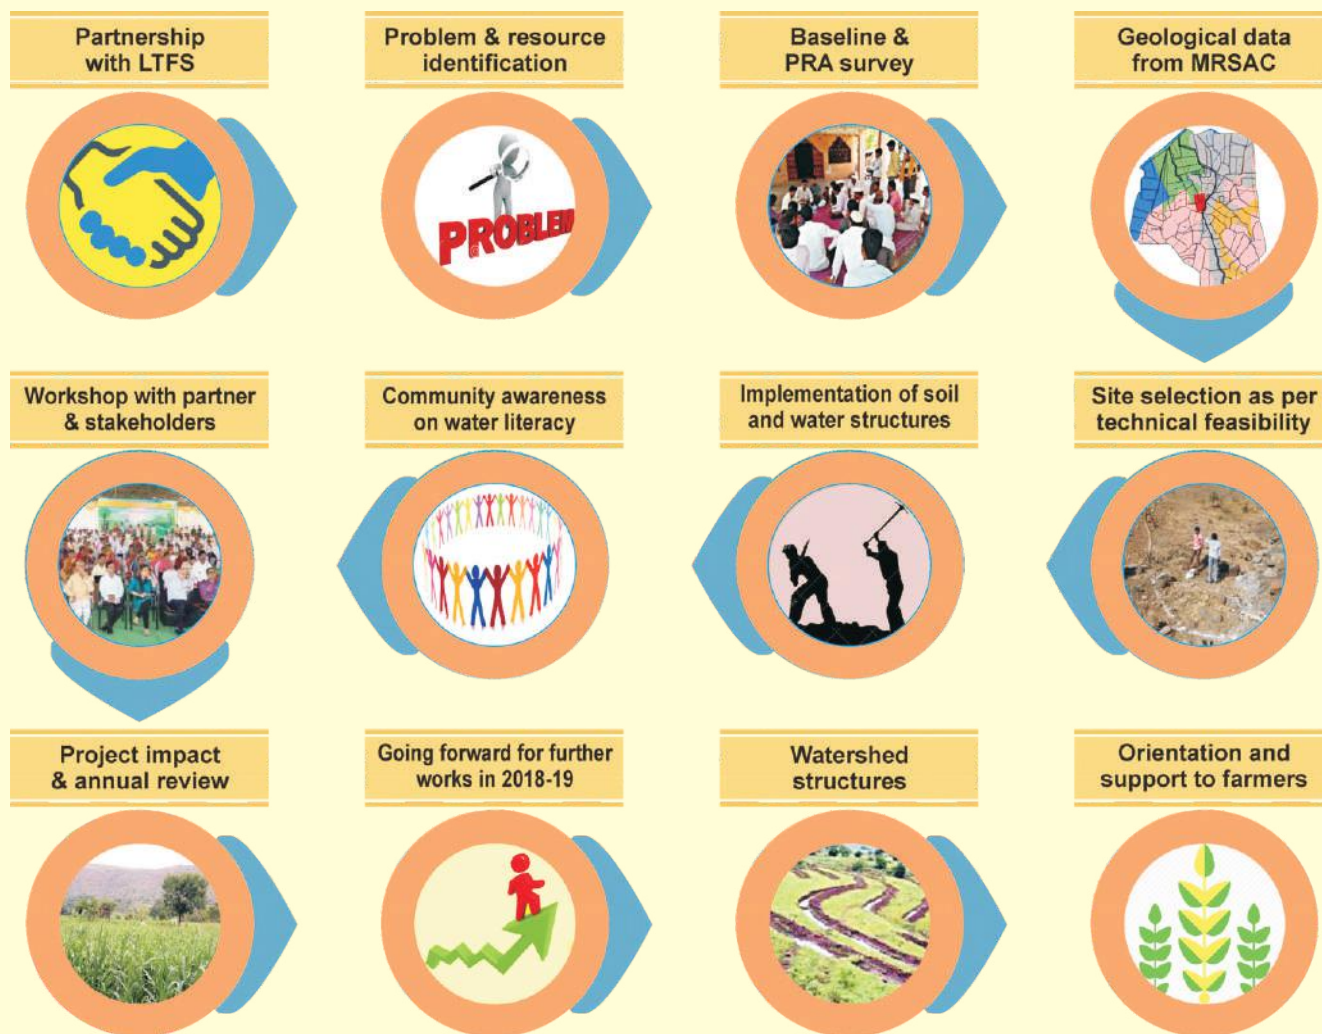 Partnership
with LTFS
Problem & resource
identification
Baseline &
PRA survey
Geological data
from MRSAC
PROBLEM
Workshop with partner
& stakeholders
Community awareness
on water literacy
Implementation of soil
and water structures
Site selection as per
technical feasibility
Project impact
& annual review
Going forward for further
works in 2018-19
Watershed
structures
Orientation and
support to farmers